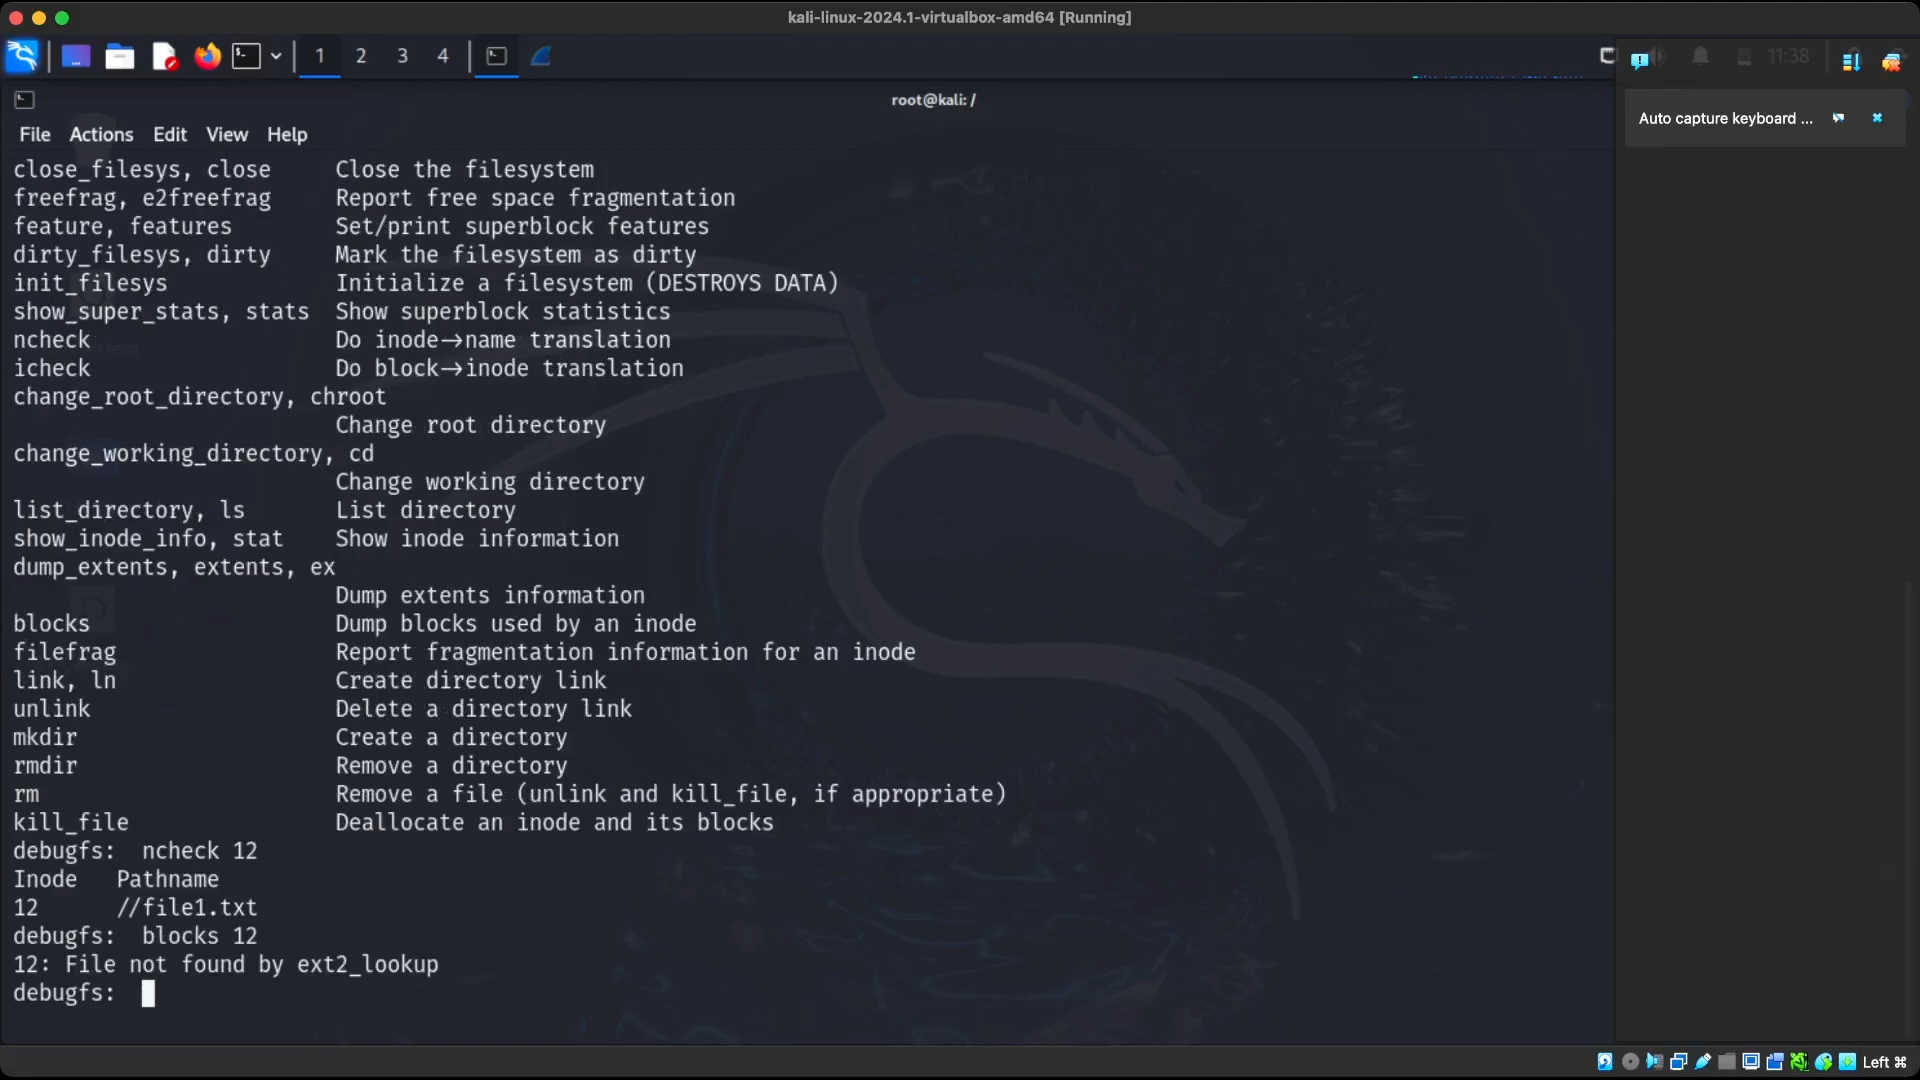 kali-linux-2024.1-virtualbox-amd64 [Running]
1 2 3 4
11:38
root@kali: /
Auto capture keyboard ...
File Actions Edit View Help
close_filesys, close Close the filesystem
freefrag, e2freefrag Report free space fragmentation
feature, features Set/print superblock features
dirty_filesys, dirty Mark the filesystem as dirty
init_filesys Initialize a filesystem (DESTROYS DATA)
show_super_stats, stats Show superblock statistics
ncheck Do inode→name translation
icheck Do block→inode translation
change_root_directory, chroot
Change root directory
change_working_directory, cd
Change working directory
list_directory, ls List directory
show_inode_info, stat Show inode information
dump_extents, extents, ex
Dump extents information
blocks Dump blocks used by an inode
filefrag Report fragmentation information for an inode
link, ln Create directory link
unlink Delete a directory link
mkdir Create a directory
rmdir Remove a directory
rm Remove a file (unlink and kill_file, if appropriate)
kill_file Deallocate an inode and its blocks
debugfs: ncheck 12
Inode Pathname
12 //file1.txt
debugfs: blocks 12
12: File not found by ext2_lookup
debugfs:
Left ⌘